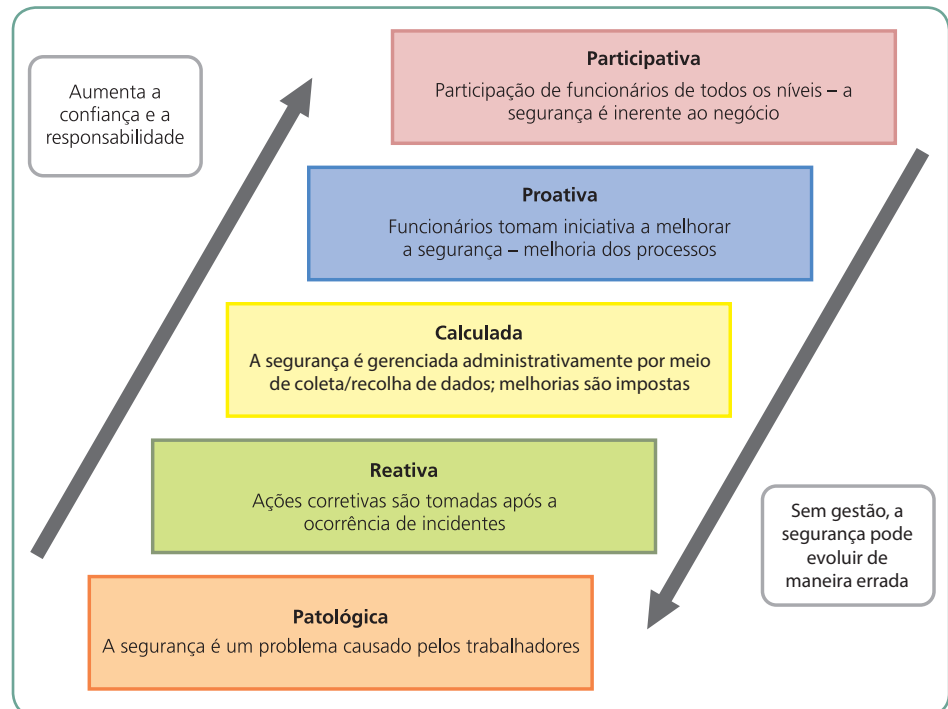 Participativa
Participação de funcionários de todos os níveis – a
segurança é inerente ao negócio
Aumenta a
confiança e a
responsabilidade
Proativa
Funcionários tomam iniciativa a melhorar
a segurança – melhoria dos processos
Calculada
A segurança é gerenciada administrativamente por meio
de coleta/recolha de dados; melhorias são impostas
Reativa
Ações corretivas são tomadas após a
ocorrência de incidentes
Sem gestão, a
segurança pode
evoluir de
maneira errada
Patológica
A segurança é um problema causado pelos trabalhadores